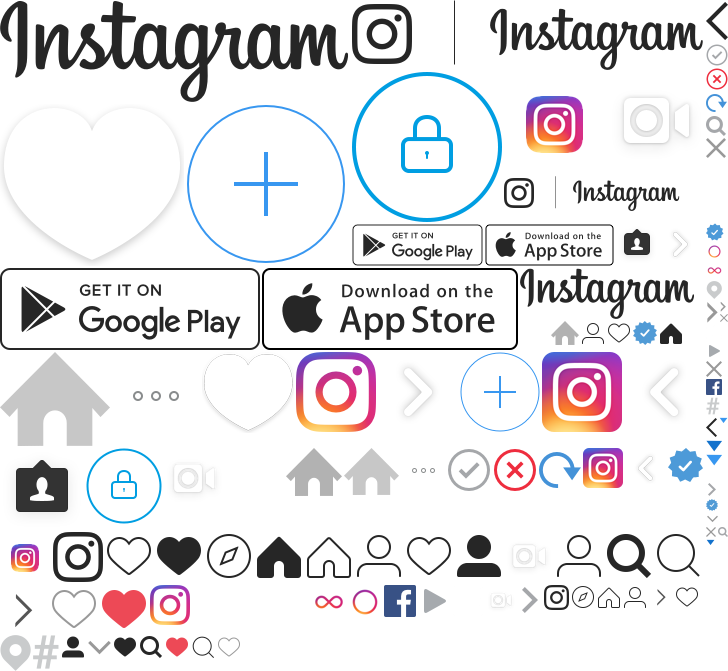 Instagram
Instagram
Instagram
GET IT ON
Google Play
Download on the
App Store
GET IT ON
Google Play
Download on the
App Store
Instagram
#
#